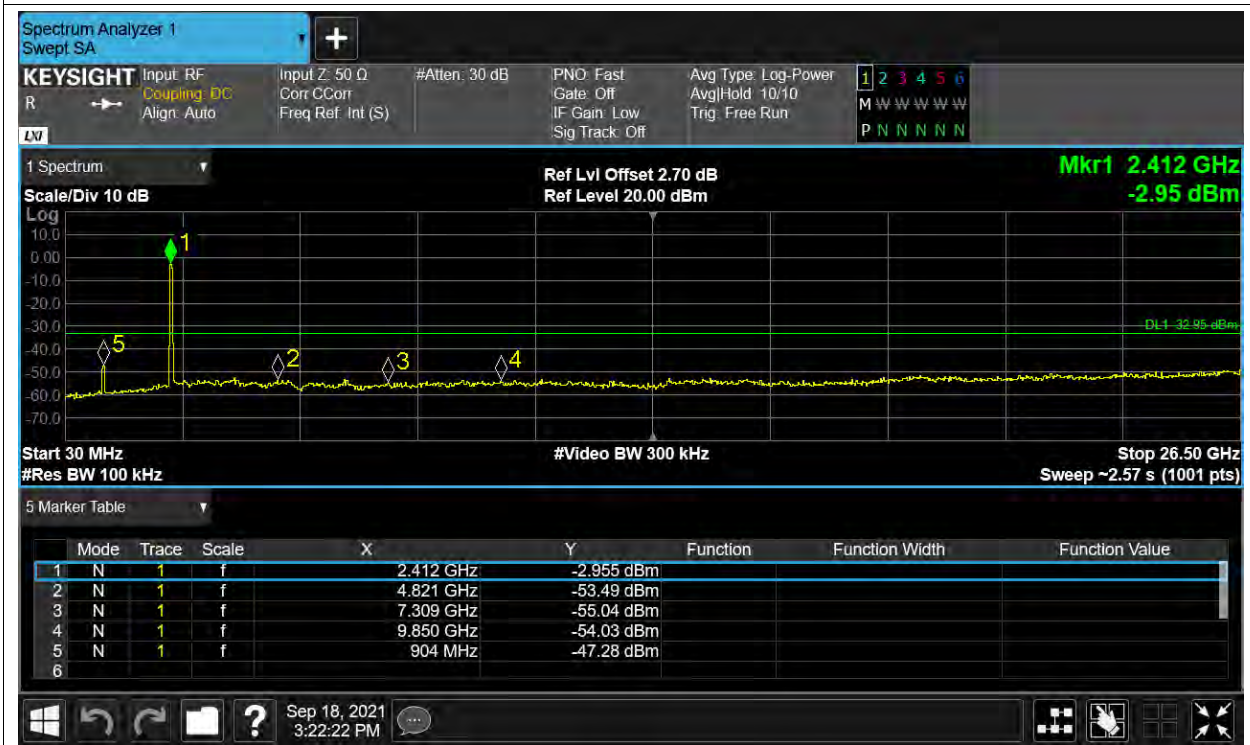 Spectrum Analyzer 1
Swept SA
+
KEYSIGHT Input: RF Input Z: 50 Ω #Atten: 30 dB PNO: Fast Avg Type: Log-Power 1 2 3 4 5 6
R Coupling: DC Corr CCorr Gate: Off Avg|Hold: 10/10 M W W W W W W
Align: Auto Freq Ref: Int (S) IF Gain: Low Trig: Free Run
LXI Sig Track: Off P N N N N N N
1 Spectrum Ref Lvl Offset 2.70 dB Mkr1 2.412 GHz
Scale/Div 10 dB Ref Level 20.00 dBm -2.95 dBm
Log
10.0 1
0.00
-10.0
-20.0
-30.0 DL1 -32.95 dBm
-40.0 5 2 3 4
-50.0
-60.0
-70.0
Start 30 MHz #Video BW 300 kHz Stop 26.50 GHz
#Res BW 100 kHz Sweep ~2.57 s (1001 pts)
5 Marker Table
Mode Trace Scale X Y Function Function Width Function Value
1 N 1 f 2.412 GHz -2.955 dBm
2 N 1 f 4.821 GHz -53.49 dBm
3 N 1 f 7.309 GHz -55.04 dBm
4 N 1 f 9.850 GHz -54.03 dBm
5 N 1 f 904 MHz -47.28 dBm
6
? Sep 18, 2021
3:22:22 PM